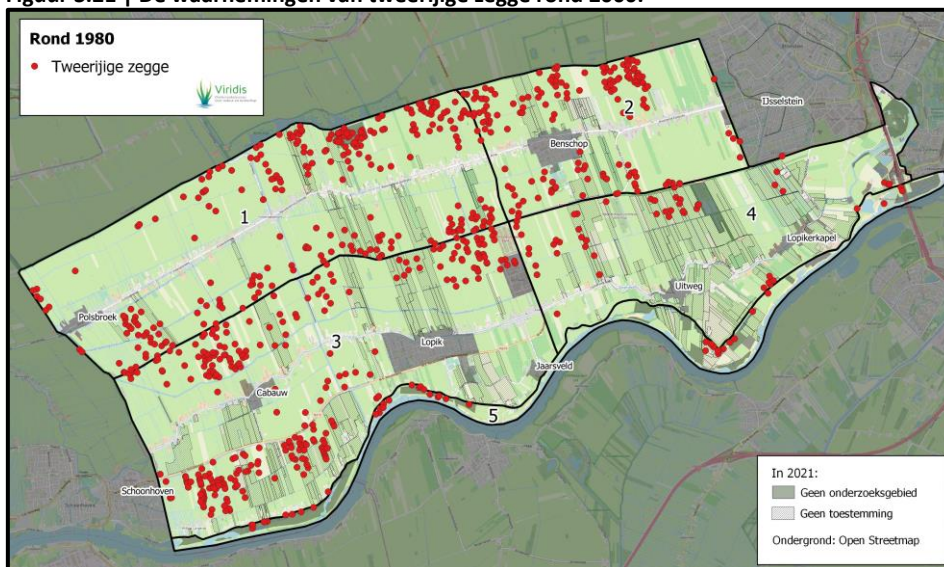 Rond 1980
Tweerijige zegge
Viridis
IJsselstein
2
Benschop
1
4
Lopikerkapel
Uitweg
Polsbroek
3
Lopik
Jaarsveld
Cabauw
5
Schoonhoven
In 2021:
Geen onderzoeksgebied
Geen toestemming
Ondergrond: Open Streetmap